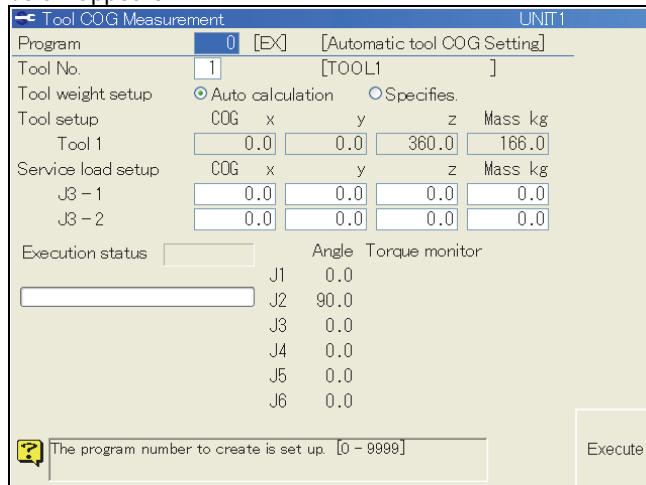 Tool COG Measurement UNIT1
Program 0 [EX] [Automatic tool COG Setting]
Tool No. 1 [TOOL1 ]
Tool weight setup Auto calculation Specifies.
Tool setup COG x y z Mass kg
Tool 1 0.0 0.0 360.0 166.0
Service load setup COG x y z Mass kg
J3 - 1 0.0 0.0 0.0 0.0
J3 - 2 0.0 0.0 0.0 0.0
Execution status Angle Torque monitor
J1 0.0
J2 90.0
J3 0.0
J4 0.0
J5 0.0
J6 0.0
The program number to create is set up. [0 - 9999]
Execute